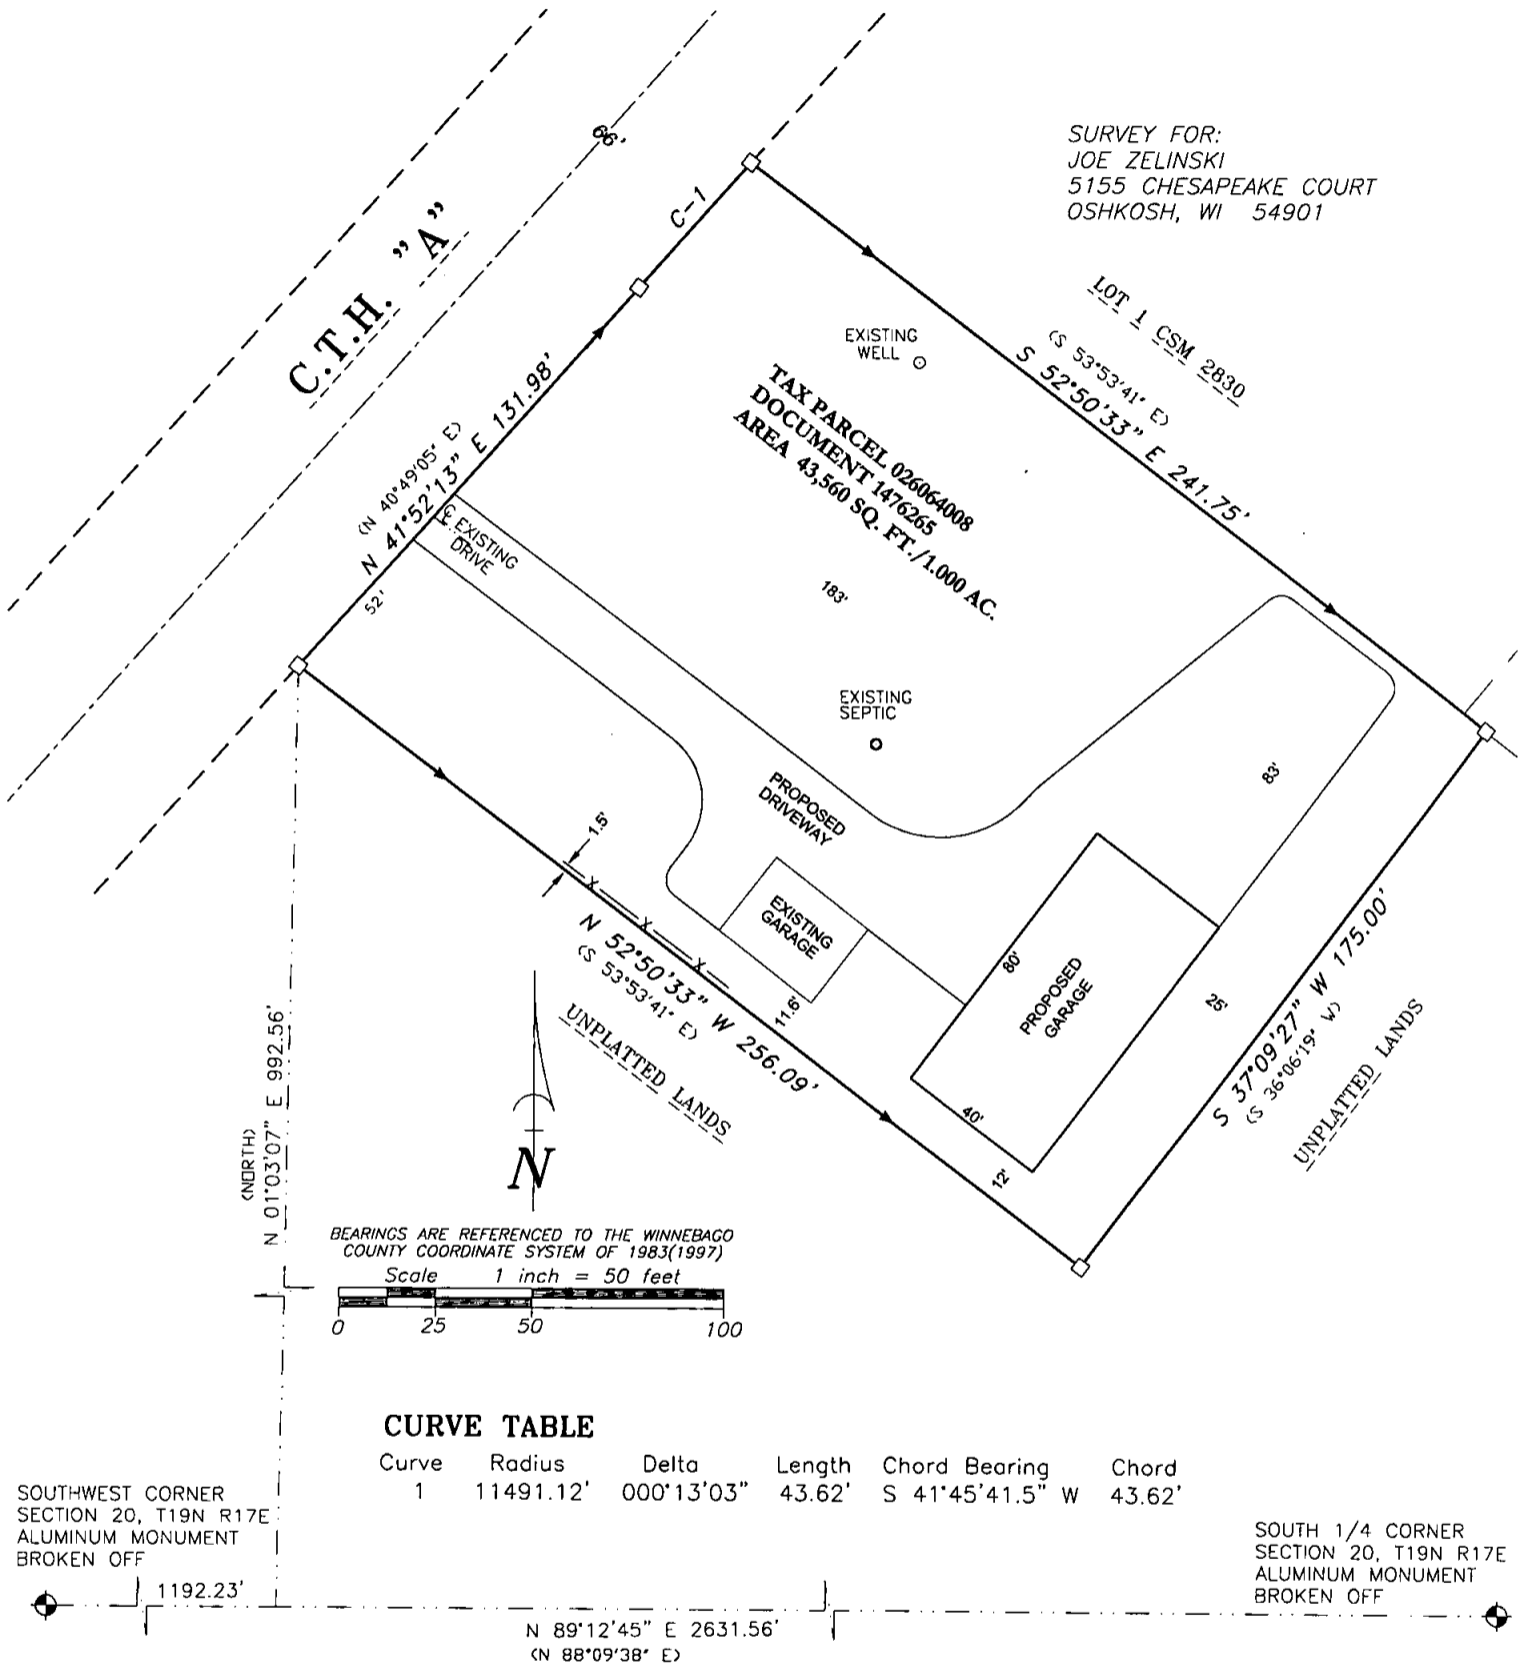 66'
C-1
SURVEY FOR:
JOE ZELINSKI
5155 CHESAPEAKE COURT
OSHKOSH, WI 54901
C.T.H. "A"
LOT 1 CSM 2830
(S 53°53'41" E)
S 52°50'33" E 241.75'
EXISTING
WELL
TAX PARCEL 026064008
DOCUMENT 1476265
AREA 43,560 SQ. FT./1.000 AC.
(N 40°49'05" E)
N 41°52'13" E 131.98'
℄ EXISTING
DRIVE
52'
183'
EXISTING
SEPTIC
PROPOSED
DRIVEWAY
83'
1.5'
X
X
X
EXISTING
GARAGE
11.6'
80'
PROPOSED
GARAGE
25'
40'
12'
N 52°50'33" W 256.09'
(S 53°53'41" E)
UNPLATTED LANDS
S 37°09'27" W 175.00'
(S 36°06'19" W)
UNPLATTED LANDS
(NORTH)
N 01°03'07" E 992.56'
N
BEARINGS ARE REFERENCED TO THE WINNEBAGO
COUNTY COORDINATE SYSTEM OF 1983(1997)
Scale 1 inch = 50 feet
0 25 50 100
CURVE TABLE
Curve Radius Delta Length Chord Bearing Chord
1 11491.12' 000°13'03" 43.62' S 41°45'41.5" W 43.62'
SOUTHWEST CORNER
SECTION 20, T19N R17E
ALUMINUM MONUMENT
BROKEN OFF
1192.23'
SOUTH 1/4 CORNER
SECTION 20, T19N R17E
ALUMINUM MONUMENT
BROKEN OFF
N 89°12'45" E 2631.56'
(N 88°09'38" E)